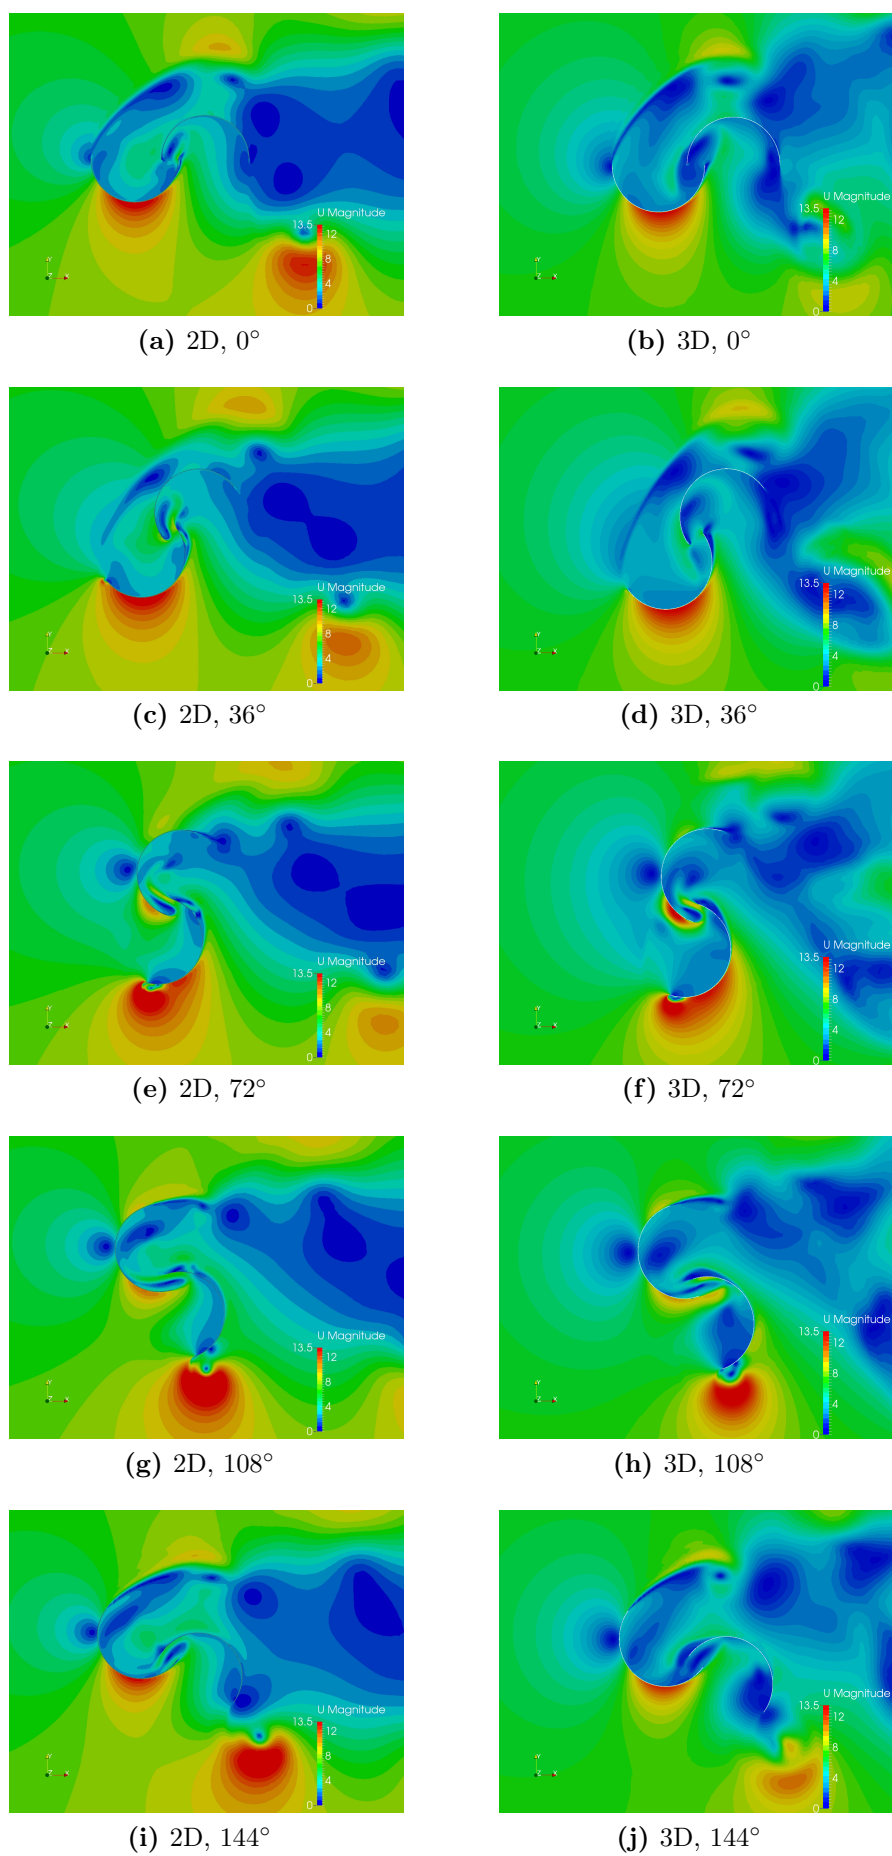 U Magnitude
13.5
12
8
4
0
Y
Z X
U Magnitude
13.5
12
8
4
0
Y
Z X
(a) 2D, 0°
(b) 3D, 0°
U Magnitude
13.5
12
8
4
0
Y
Z X
U Magnitude
13.5
12
8
4
0
Y
Z X
(c) 2D, 36°
(d) 3D, 36°
U Magnitude
13.5
12
8
4
0
Y
Z X
U Magnitude
13.5
12
8
4
0
Y
Z X
(e) 2D, 72°
(f) 3D, 72°
U Magnitude
13.5
12
8
4
0
Y
Z X
U Magnitude
13.5
12
8
4
0
Y
Z X
(g) 2D, 108°
(h) 3D, 108°
U Magnitude
13.5
12
8
4
0
Y
Z X
U Magnitude
13.5
12
8
4
0
Y
Z X
(i) 2D, 144°
(j) 3D, 144°